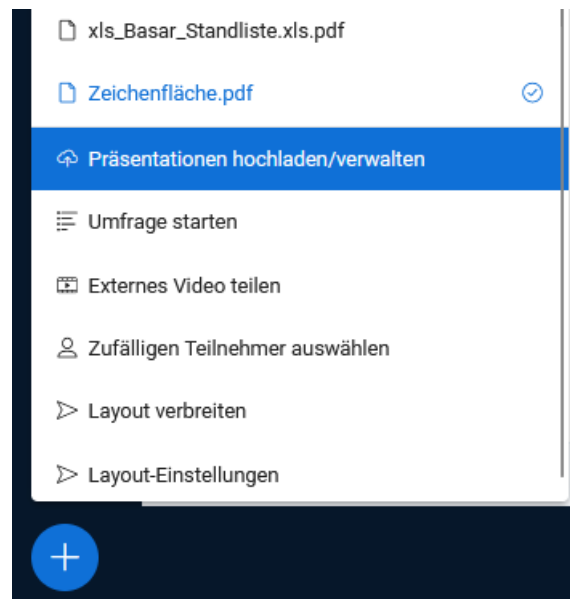 xls_Basar_Standliste.xls.pdf
Zeichenfläche.pdf
Präsentationen hochladen/verwalten
Umfrage starten
Externes Video teilen
Zufälligen Teilnehmer auswählen
Layout verbreiten
Layout-Einstellungen